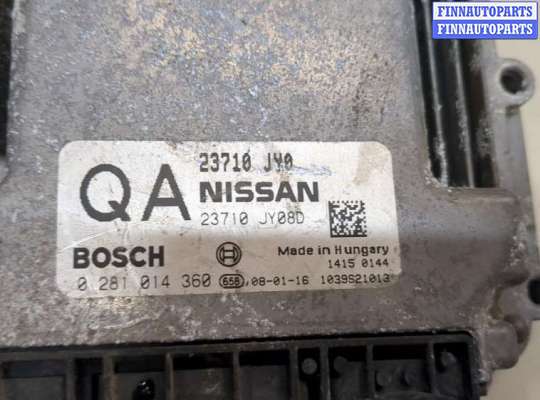 FINNAUTOPARTS
FINNAUTOPARTS
QA
23710 JY0
NISSAN
23710 JY08D
BOSCH
Made in Hungary
1415 0144
0 281 014 360 658 ,08-01-16 1039S21013